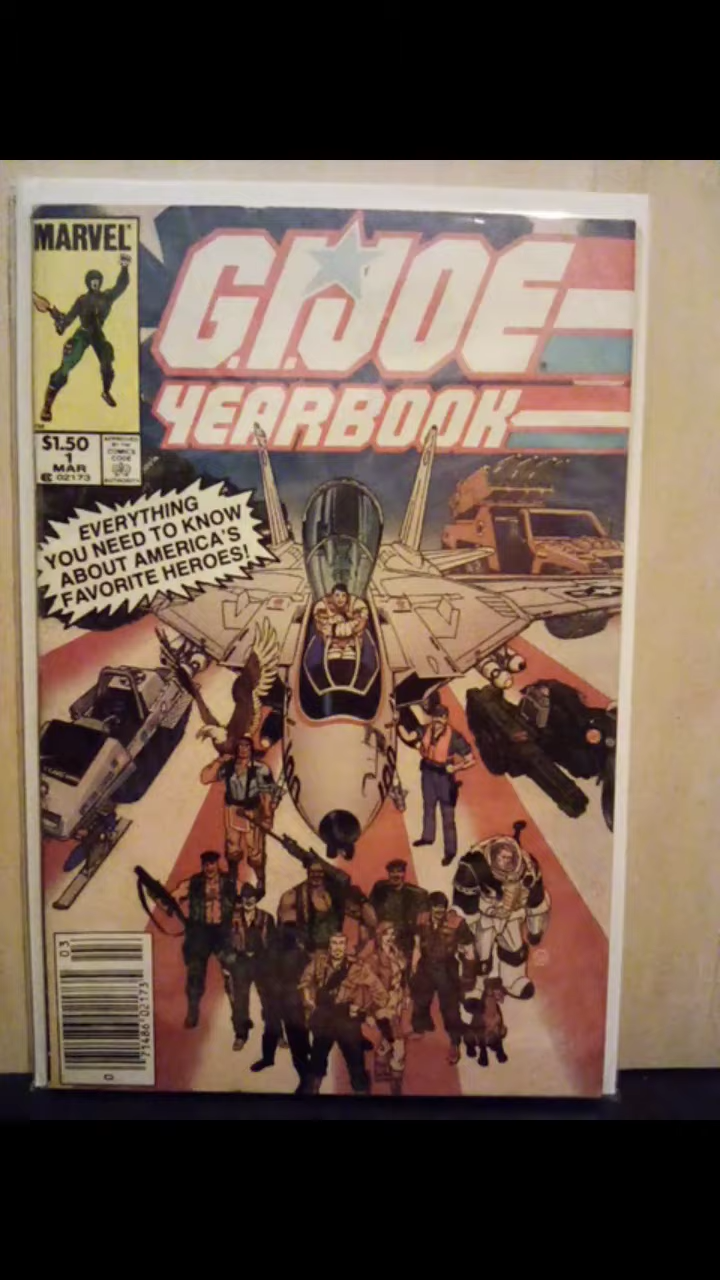 MARVEL
G.I.JOE
YEARBOOK
$1.50
1
MAR
02173
APPROVED
BY THE
COMICS
CODE
AUTHORITY
EVERYTHING
YOU NEED TO KNOW
ABOUT AMERICA'S
FAVORITE HEROES!
03
71486 02173
0